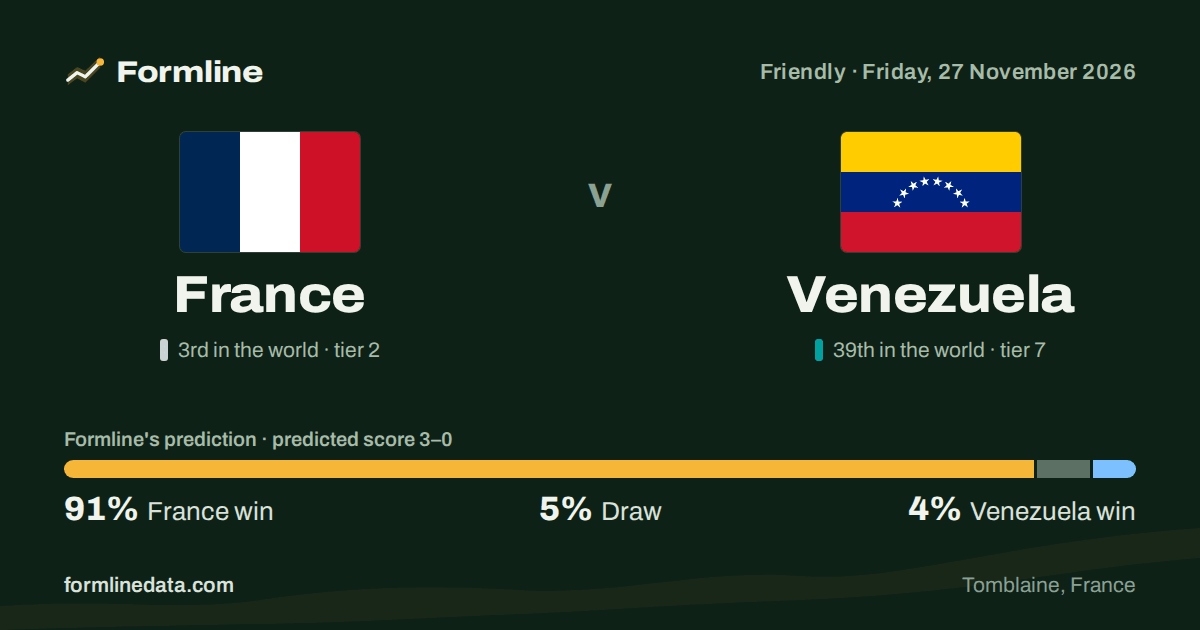 Formline
Friendly · Friday, 27 November 2026
V
France
Venezuela
3rd in the world · tier 2
39th in the world · tier 7
Formline's prediction · predicted score 3–0
91% France win
5% Draw
4% Venezuela win
formlinedata.com
Tomblaine, France